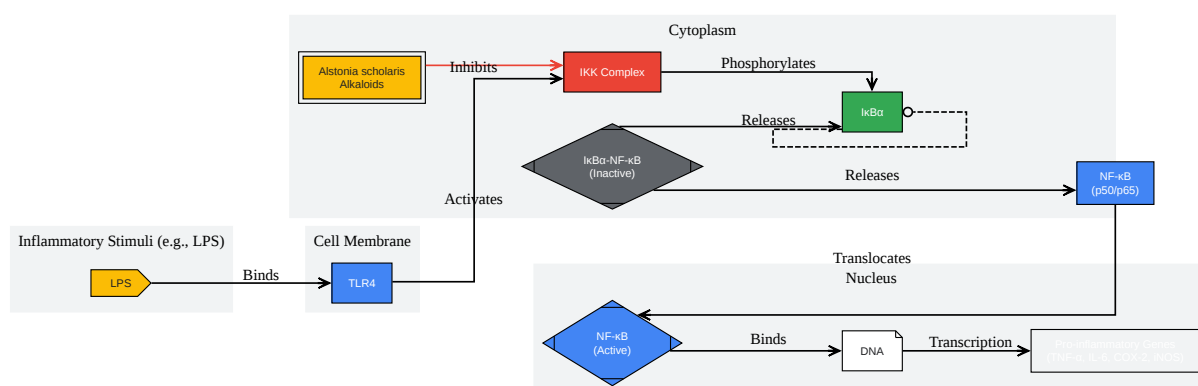 Cytoplasm
Alstonia scholaris
Alkaloids
Inhibits
IKK Complex
Phosphorylates
IκBα
Releases
IκBα-NF-κB
(Inactive)
Releases
NF-κB
(p50/p65)
Activates
Inflammatory Stimuli (e.g., LPS)
LPS
Binds
Cell Membrane
TLR4
Translocates
Nucleus
NF-κB
(Active)
Binds
DNA
Transcription
Pro-inflammatory Genes
(TNF-α, IL-6, COX-2, iNOS)